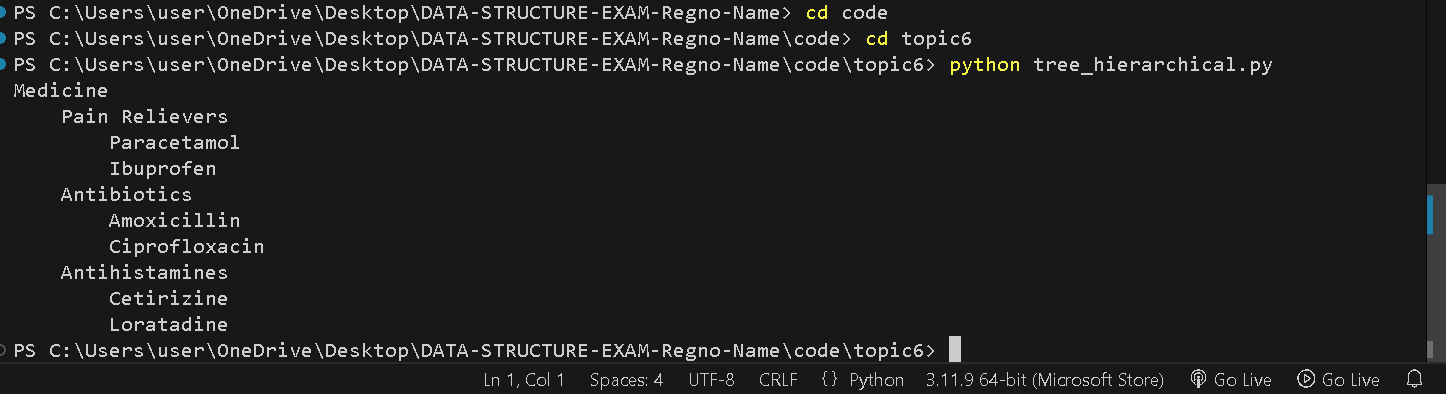 PS C:\Users\user\OneDrive\Desktop\DATA-STRUCTURE-EXAM-Regno-Name> cd code
PS C:\Users\user\OneDrive\Desktop\DATA-STRUCTURE-EXAM-Regno-Name\code> cd topic6
PS C:\Users\user\OneDrive\Desktop\DATA-STRUCTURE-EXAM-Regno-Name\code\topic6> python tree_hierarchical.py
Medicine
    Pain Relievers
        Paracetamol
        Ibuprofen
    Antibiotics
        Amoxicillin
        Ciprofloxacin
    Antihistamines
        Cetirizine
        Loratadine
PS C:\Users\user\OneDrive\Desktop\DATA-STRUCTURE-EXAM-Regno-Name\code\topic6>
Ln 1, Col 1 Spaces: 4 UTF-8 CRLF {} Python 3.11.9 64-bit (Microsoft Store) Go Live Go Live